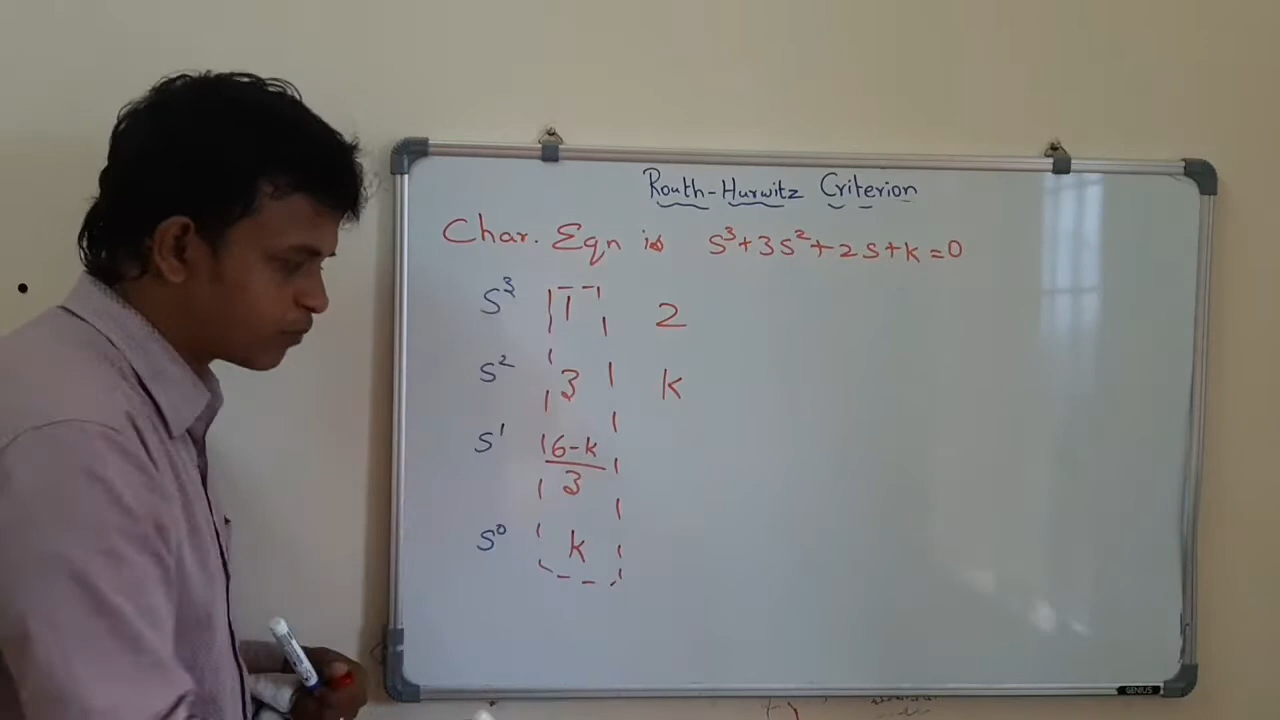 Routh-Hurwitz Criterion
Char. Eqn is s³+3s²+2s+k=0
s³ 1 2
s² 3 k
s¹ 6-k/3
s⁰ k
GENIUS